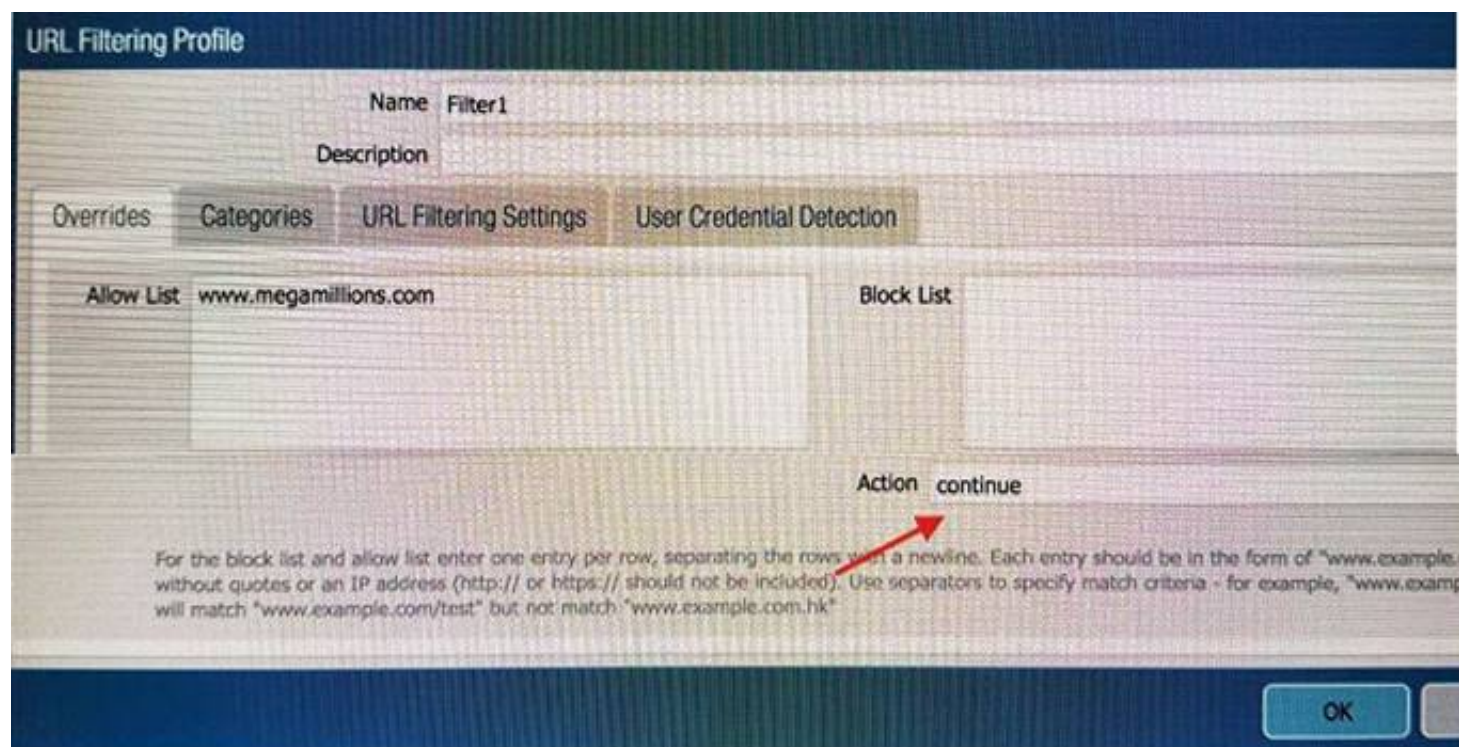 URL Filtering Profile
Name Filter1
Description
Overrides Categories URL Filtering Settings User Credential Detection
Allow List www.megamillions.com Block List
Action continue
For the block list and allow list enter one entry per row, separating the rows with a newline. Each entry should be in the form of "www.example.
without quotes or an IP address (http:// or https:// should not be included). Use separators to specify match criteria - for example, "www.examp
will match "www.example.com/test" but not match "www.example.com.hk"
OK